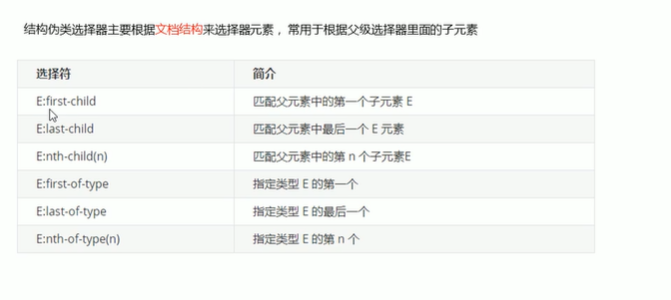 结构伪类选择器主要根据文档结构来选择器元素，常用于根据父级选择器里面的子元素
选择符 简介
E:first-child 匹配父元素中的第一个子元素 E
E:last-child 匹配父元素中最后一个 E 元素
E:nth-child(n) 匹配父元素中的第 n 个子元素E
E:first-of-type 指定类型 E 的第一个
E:last-of-type 指定类型 E 的最后一个
E:nth-of-type(n) 指定类型 E 的第 n 个